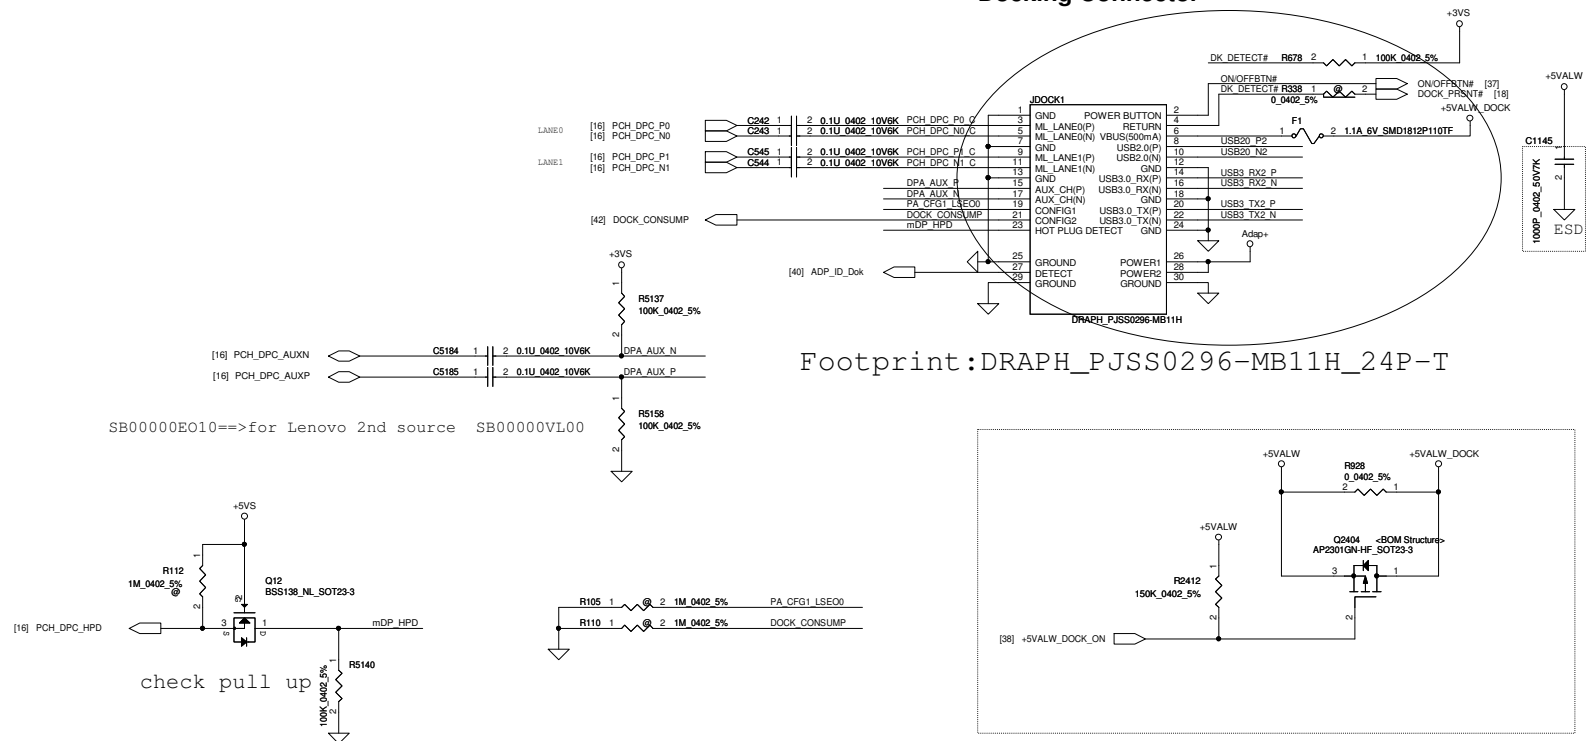 Docking Connector
+3VS
DK_DETECT# R678 2 1 100K_0402_5%
+5VALW
ON/OFFBTN# ON/OFFBTN# [37]
DK_DETECT# R338 1 @ 2 DOCK_PRSNT# [18]
0_0402_5%
+5VALW_DOCK
JDOCK1
F1
1 2 1.1A_6V_SMD1812P110TF
C1145
1
2
1000P_0402_50V7K
ESD
LANE0
[16] PCH_DPC_P0 C242 1 2 0.1U_0402_10V6K PCH_DPC_P0_C
[16] PCH_DPC_N0 C243 1 2 0.1U_0402_10V6K PCH_DPC_N0_C
LANE1
[16] PCH_DPC_P1 C545 1 2 0.1U_0402_10V6K PCH_DPC_P1_C
[16] PCH_DPC_N1 C544 1 2 0.1U_0402_10V6K PCH_DPC_N1_C
DPA_AUX_P
DPA_AUX_N
PA_CFG1_LSEO0
[42] DOCK_CONSUMP DOCK_CONSUMP
mDP_HPD
1 GND POWER BUTTON 2
3 ML_LANE0(P) RETURN 4
5 ML_LANE0(N) VBUS(500mA) 6
7 GND USB2.0(P) 8 USB20_P2
9 ML_LANE1(P) USB2.0(N) 10 USB20_N2
11 ML_LANE1(N) GND 12
13 GND USB3.0_RX(P) 14 USB3_RX2_P
15 AUX_CH(P) USB3.0_RX(N) 16 USB3_RX2_N
17 AUX_CH(N) GND 18
19 CONFIG1 USB3.0_TX(P) 20 USB3_TX2_P
21 CONFIG2 USB3.0_TX(N) 22 USB3_TX2_N
23 HOT PLUG DETECT GND 24
Adap+
25 GROUND POWER1 26
[40] ADP_ID_Dok 27 DETECT POWER2 28
29 GROUND GROUND 30
DRAPH_PJSS0296-MB11H
Footprint:DRAPH_PJSS0296-MB11H_24P-T
+3VS
1
R5137
100K_0402_5%
2
[16] PCH_DPC_AUXN C5184 1 2 0.1U_0402_10V6K DPA_AUX_N
[16] PCH_DPC_AUXP C5185 1 2 0.1U_0402_10V6K DPA_AUX_P
1
R5158
100K_0402_5%
2
SB00000EO10==>for Lenovo 2nd source SB00000VL00
+5VS
1
R112
1M_0402_5%
@
2
Q12
BSS138_NL_SOT23-3
2
G
[16] PCH_DPC_HPD 3 1 mDP_HPD
S D
1
R5140
100K_0402_5%
2
check pull up
R105 1 @ 2 1M_0402_5% PA_CFG1_LSEO0
R110 1 @ 2 1M_0402_5% DOCK_CONSUMP
+5VALW
+5VALW_DOCK
R928
0_0402_5%
2 1
Q2404 <BOM Structure>
AP2301GN-HF_SOT23-3
3 1
2
+5VALW
1
R2412
150K_0402_5%
2
[38] +5VALW_DOCK_ON